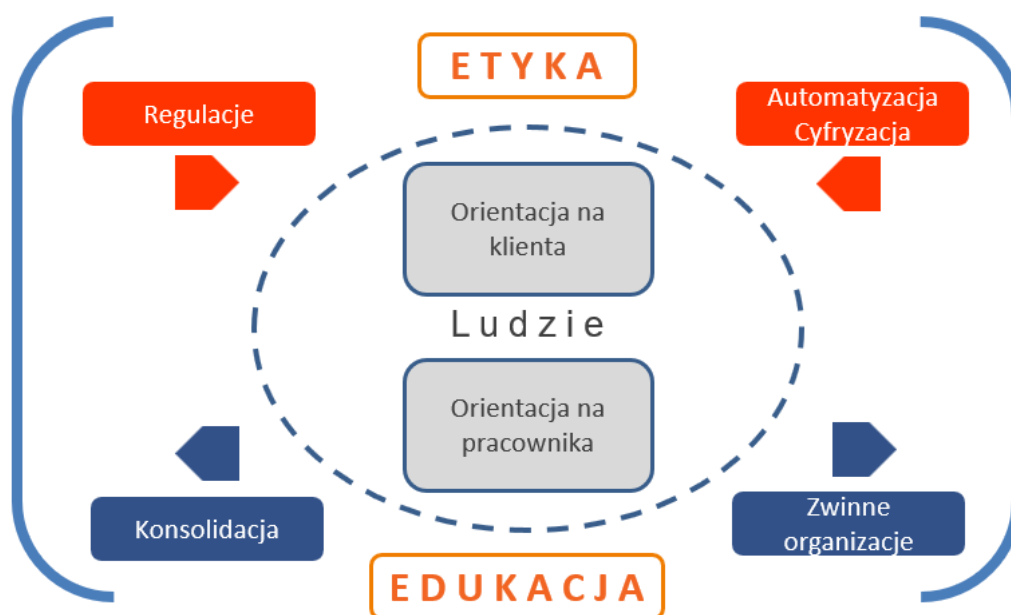 ETYKA
Regulacje
Automatyzacja
Cyfryzacja
Orientacja na
klienta
Ludzie
Orientacja na
pracownika
Konsolidacja
Zwinne
organizacje
EDUKACJA